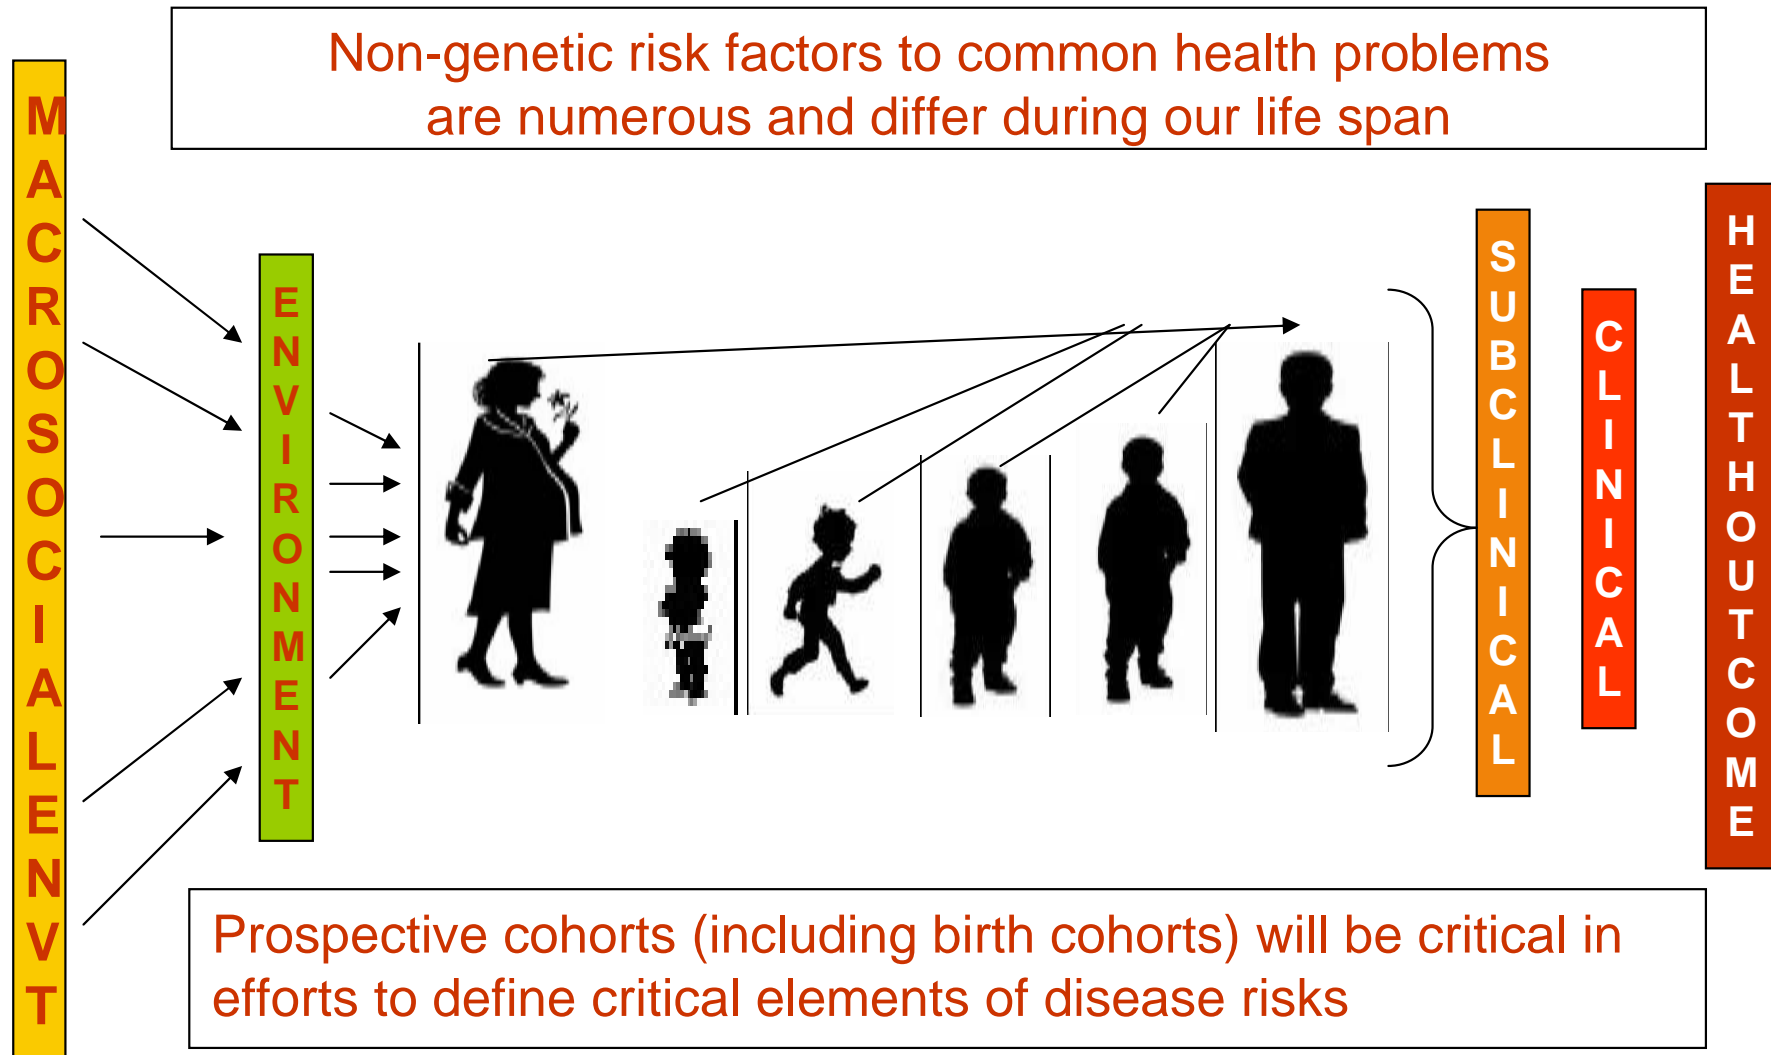 Non-genetic risk factors to common health problems
are numerous and differ during our life span
MACROSOCIALENVT
ENVIRONMENT
SUBCLINICAL
CLINICAL
HEALTHOUTCOME
Prospective cohorts (including birth cohorts) will be critical in
efforts to define critical elements of disease risks